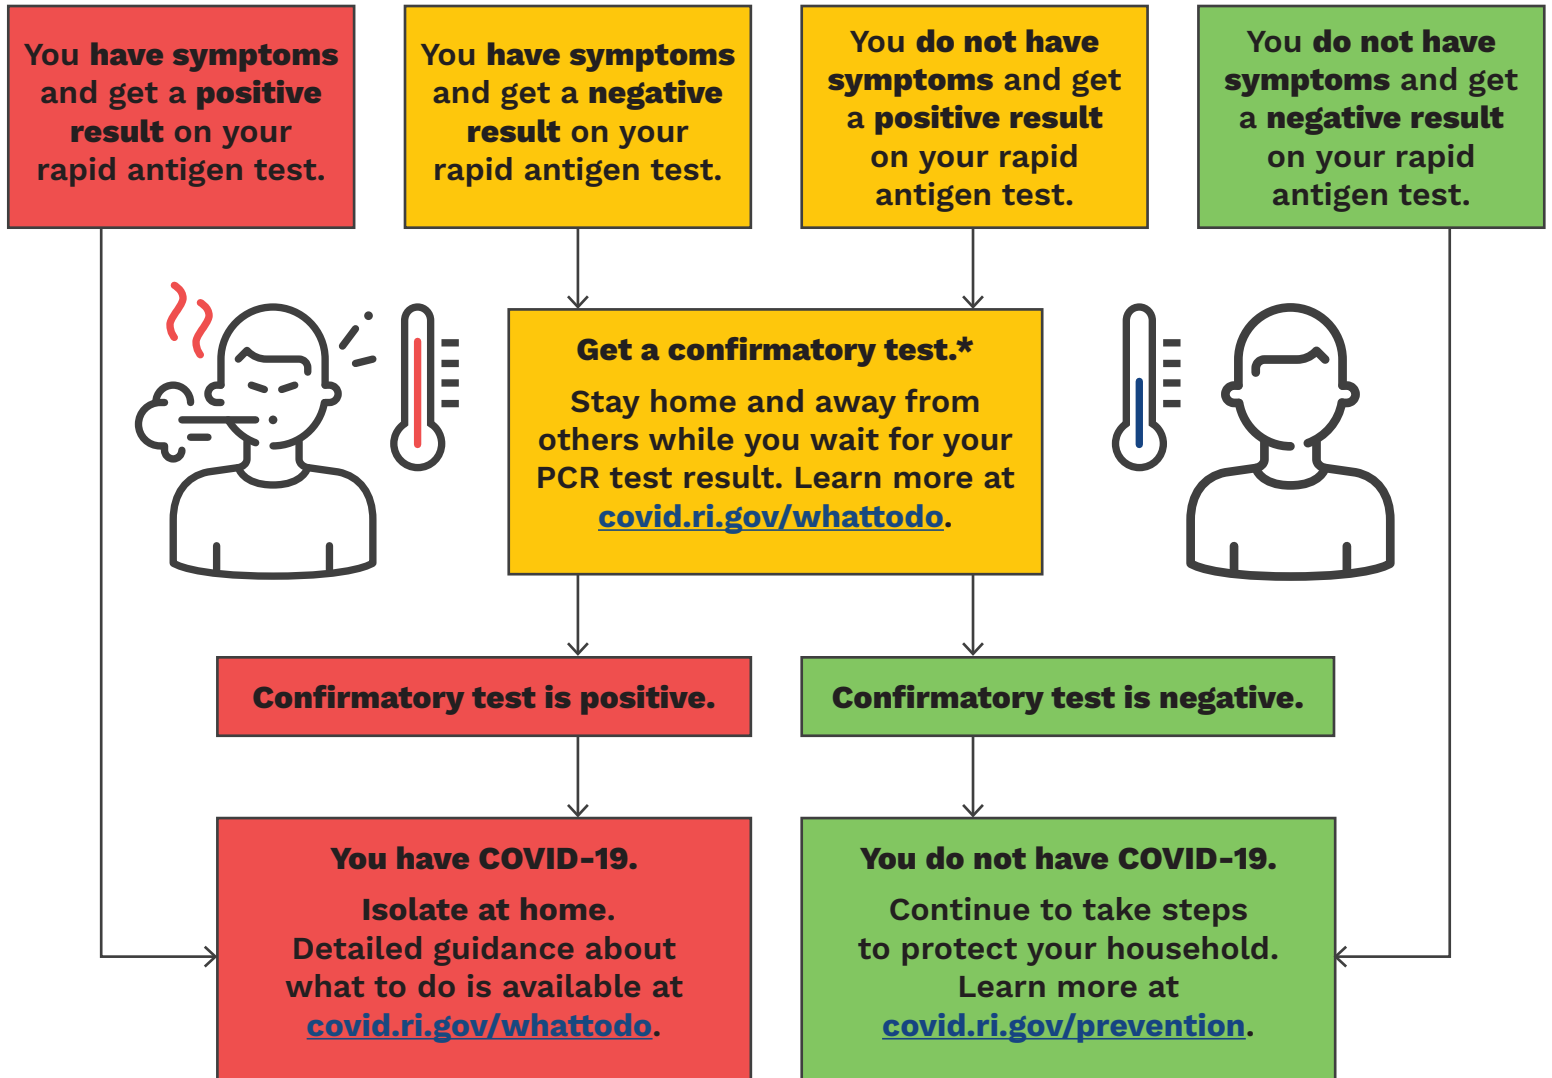 You have symptoms
and get a positive
result on your
rapid antigen test.
You have symptoms
and get a negative
result on your
rapid antigen test.
You do not have
symptoms and get
a positive result
on your rapid
antigen test.
You do not have
symptoms and get
a negative result
on your rapid
antigen test.
Get a confirmatory test.*
Stay home and away from
others while you wait for your
PCR test result. Learn more at
covid.ri.gov/whattodo.
Confirmatory test is positive.
Confirmatory test is negative.
You have COVID-19.
Isolate at home.
Detailed guidance about
what to do is available at
covid.ri.gov/whattodo.
You do not have COVID-19.
Continue to take steps
to protect your household.
Learn more at
covid.ri.gov/prevention.